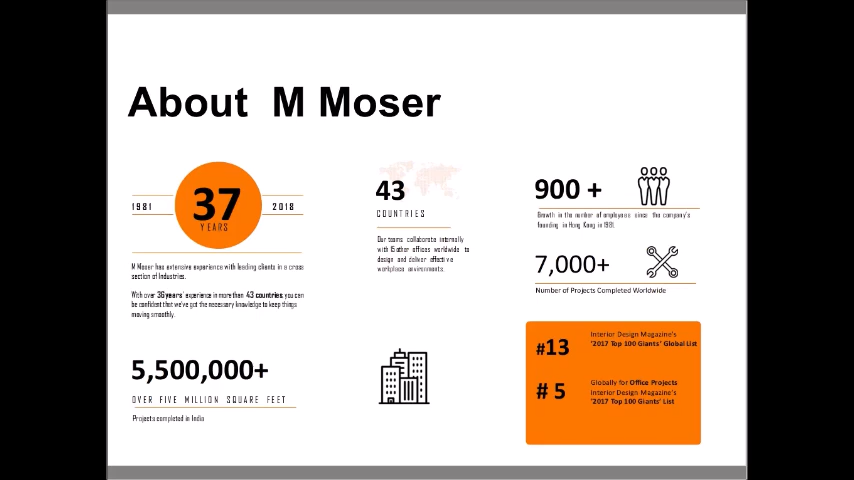 About M Moser
1981
37
YEARS
2018
M Moser has extensive experience with leading clients in a cross
section of Industries.
With over 36 years' experience in more than 43 countries, you can
be confident that we've got the necessary knowledge to keep things
moving smoothly.
5,500,000+
OVER FIVE MILLION SQUARE FEET
Projects completed in India
43
COUNTRIES
Our teams collaborate internally
with 15 other offices worldwide to
design and deliver effective
workplace environments.
900 +
Growth in the number of employees since the company's
founding in Hong Kong in 1981.
7,000+
Number of Projects Completed Worldwide
#13
Interior Design Magazine's
'2017 Top 100 Giants' Global List
# 5
Globally for Office Projects
Interior Design Magazine's
'2017 Top 100 Giants' List